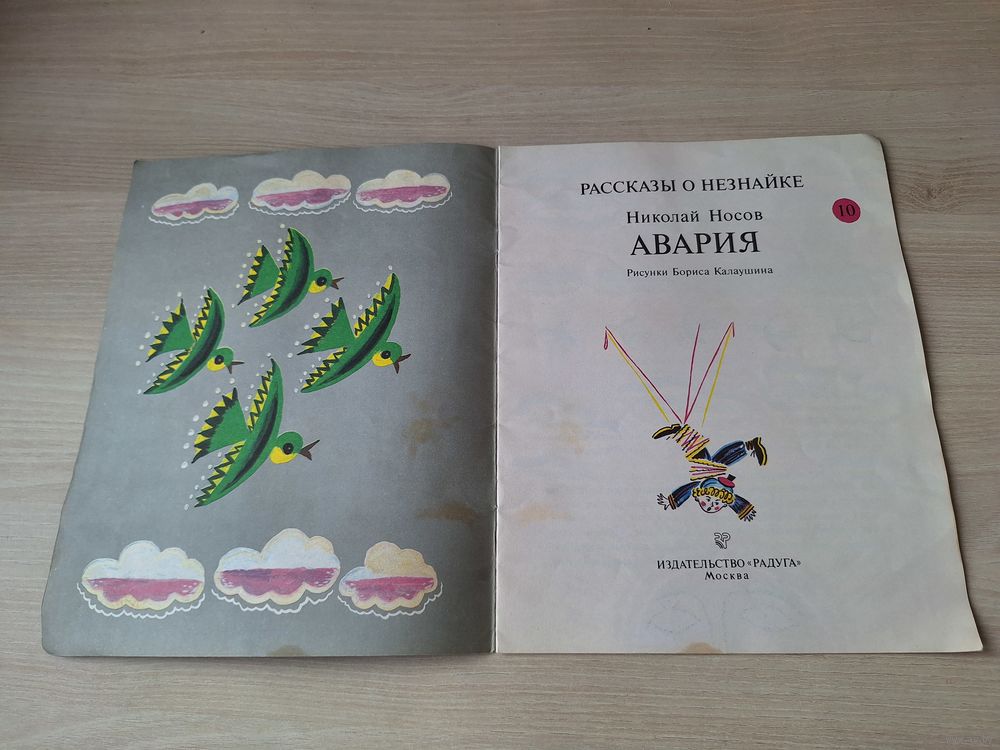 РАССКАЗЫ О НЕЗНАЙКЕ
10
Николай Носов
АВАРИЯ
Рисунки Бориса Калаушина
ИЗДАТЕЛЬСТВО «РАДУГА»
Москва